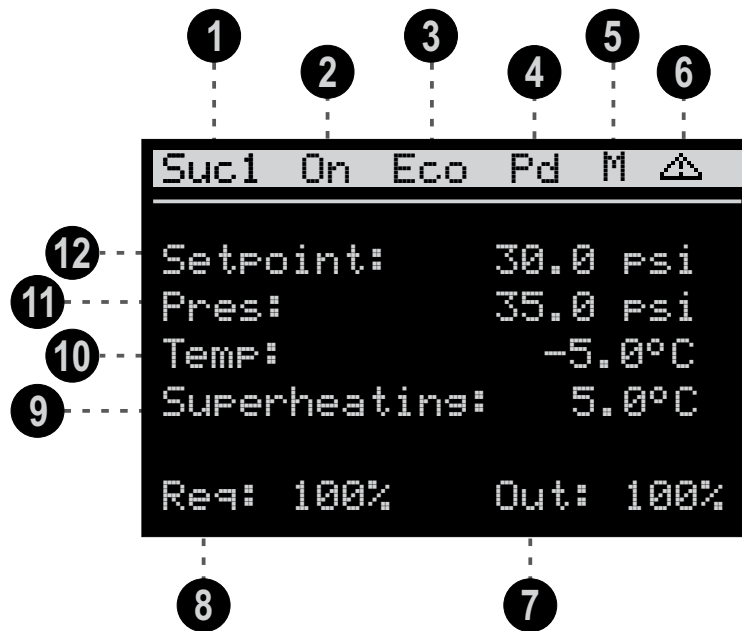 1 3 5
2 4 6
Suc1 On Eco Pd M ⚠
12 Setpoint: 30.0 psi
11 Pres: 35.0 psi
10 Temp: -5.0°C
9 Superheating: 5.0°C
Req: 100% Out: 100%
8 7